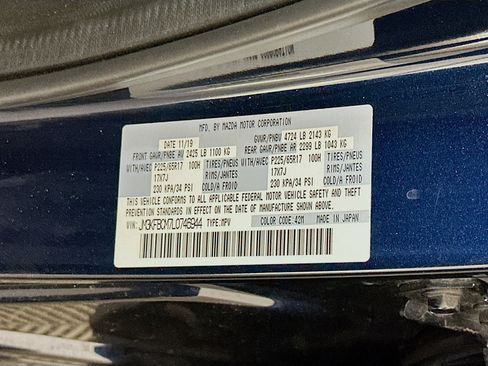 MFD. BY MAZDA MOTOR CORPORATION
DATE 11/19 GVWR/PNBV 4724 LB 2143 KG
FRONT GAWR/PNBE AR 2425 LB 1100 KG REAR GAWR/PNBE AR 2299 LB 1043 KG
WITH/AVEC P225/65R17 100H TIRES/PNEUS WITH/AVEC P225/65R17 100H TIRES/PNEUS
17X7J RIMS/JANTES 17X7J RIMS/JANTES
230 KPA/34 PSI COLD/A FROID 230 KPA/34 PSI COLD/A FROID
THIS VEHICLE CONFORMS TO ALL APPLICABLE FEDERAL MOTOR VEHICLE SAFETY AND THEFT
PREVENTION STANDARDS IN EFFECT ON THE DATE OF MANUFACTURE SHOWN ABOVE.
VIN: JM3KFBCM7L0746944 TYPE:MPV COLOR CODE:42M MADE IN JAPAN